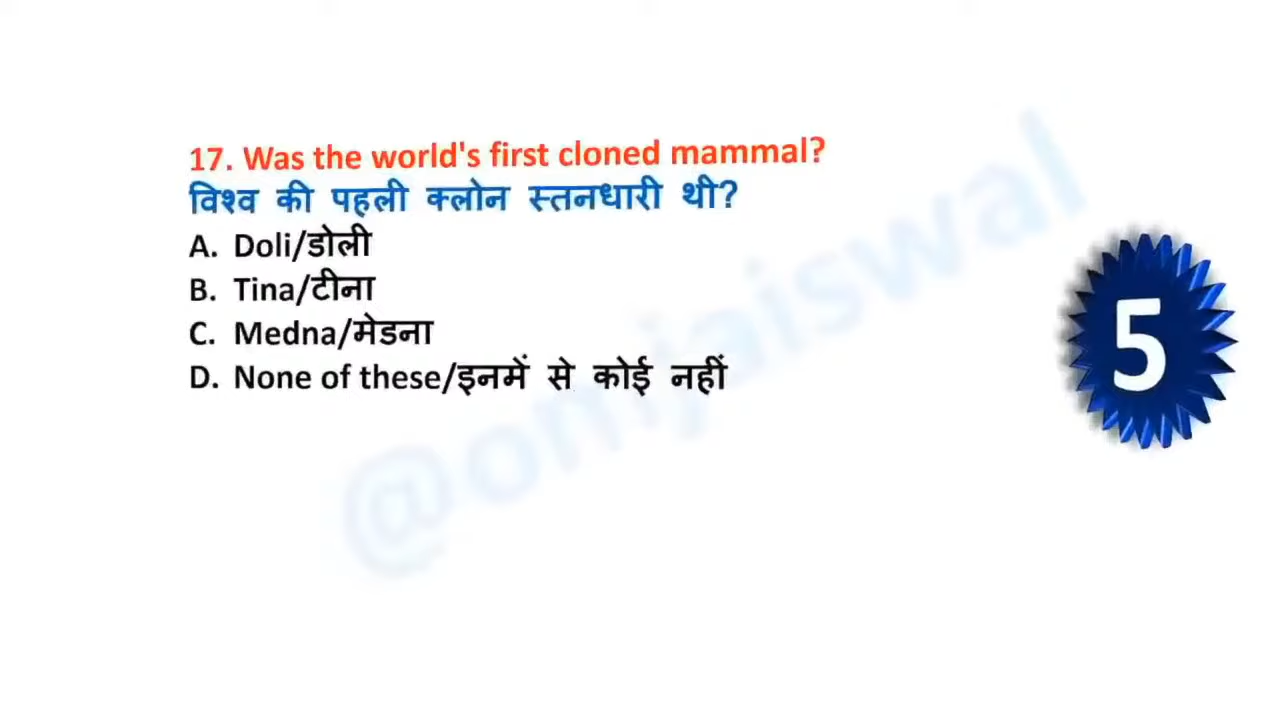 17. Was the world's first cloned mammal?
विश्व की पहली क्लोन स्तनधारी थी?
A. Doli/डोली
B. Tina/टीना
C. Medna/मेडना
D. None of these/इनमें से कोई नहीं
5
@omjaiswal